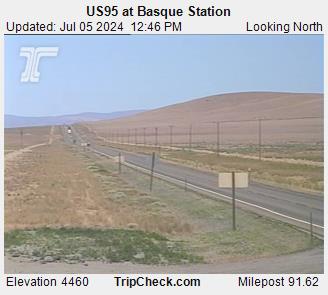 US95 at Basque Station
Updated: Jul 05 2024 12:46 PM Looking North
Elevation 4460 TripCheck.com Milepost 91.62